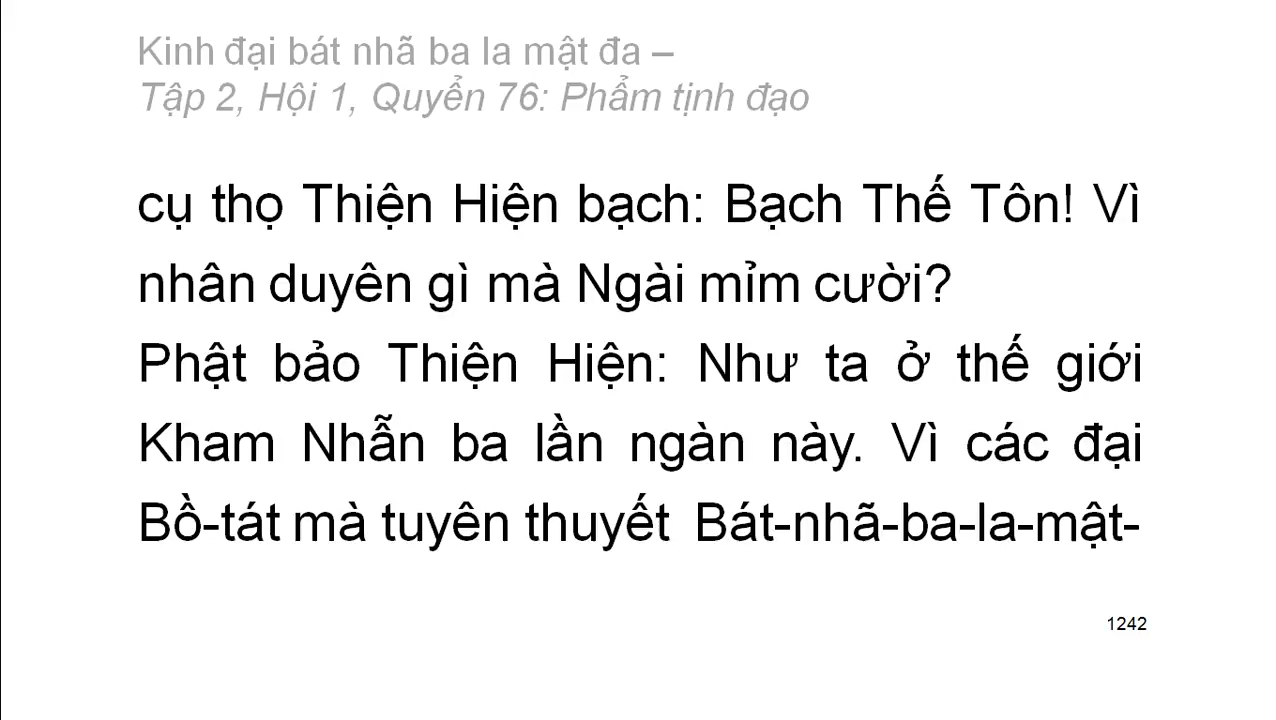 Kinh đại bát nhã ba la mật đa –
Tập 2, Hội 1, Quyển 76: Phẩm tịnh đạo
cụ thọ Thiện Hiện bạch: Bạch Thế Tôn! Vì
nhân duyên gì mà Ngài mỉm cười?
Phật bảo Thiện Hiện: Như ta ở thế giới
Kham Nhẫn ba lần ngàn này. Vì các đại
Bồ-tát mà tuyên thuyết Bát-nhã-ba-la-mật-
1242